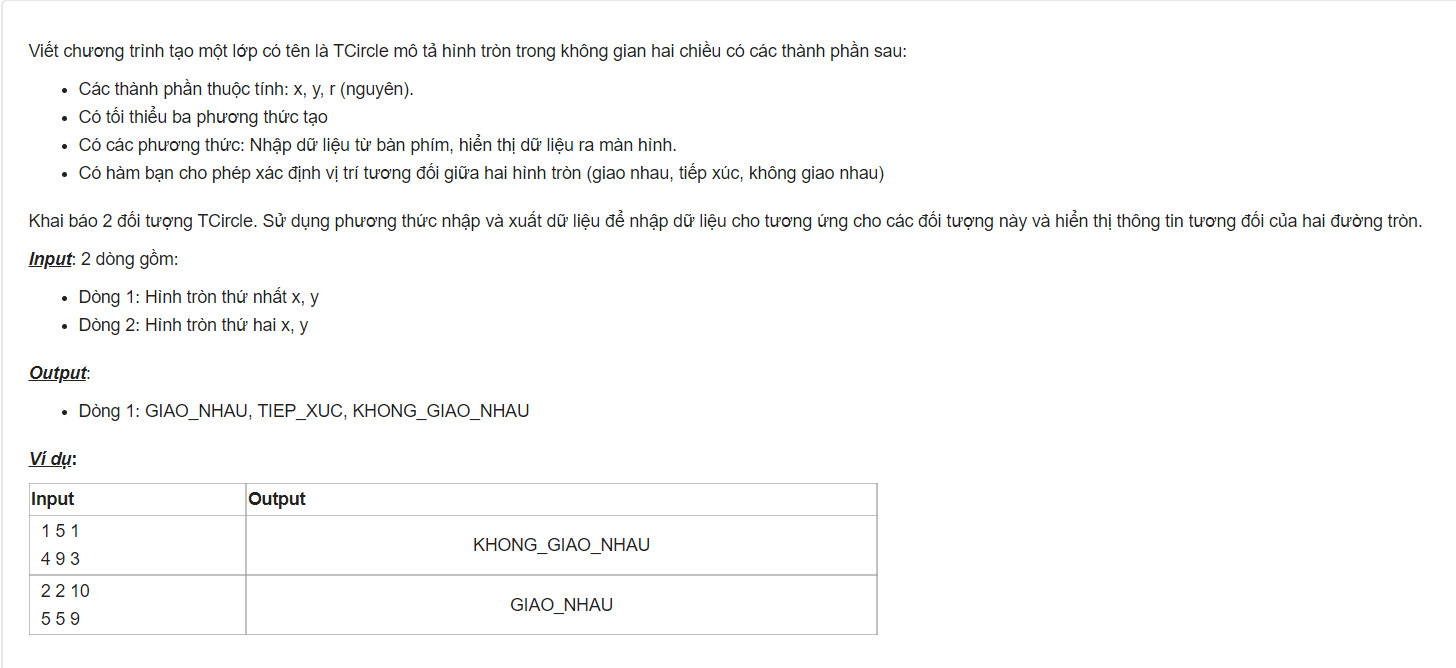 Viết chương trình tạo một lớp có tên là TCircle mô tả hình tròn trong không gian hai chiều có các thành phần sau:
• Các thành phần thuộc tính: x, y, r (nguyên).
• Có tối thiểu ba phương thức tạo
• Có các phương thức: Nhập dữ liệu từ bàn phím, hiển thị dữ liệu ra màn hình.
• Có hàm bạn cho phép xác định vị trí tương đối giữa hai hình tròn (giao nhau, tiếp xúc, không giao nhau)
Khai báo 2 đối tượng TCircle. Sử dụng phương thức nhập và xuất dữ liệu để nhập dữ liệu cho tương ứng cho các đối tượng này và hiển thị thông tin tương đối của hai đường tròn.
Input: 2 dòng gồm:
• Dòng 1: Hình tròn thứ nhất x, y
• Dòng 2: Hình tròn thứ hai x, y
Output:
• Dòng 1: GIAO_NHAU, TIEP_XUC, KHONG_GIAO_NHAU
Ví dụ:
Input Output
1 5 1
4 9 3
KHONG_GIAO_NHAU
2 2 10
5 5 9
GIAO_NHAU